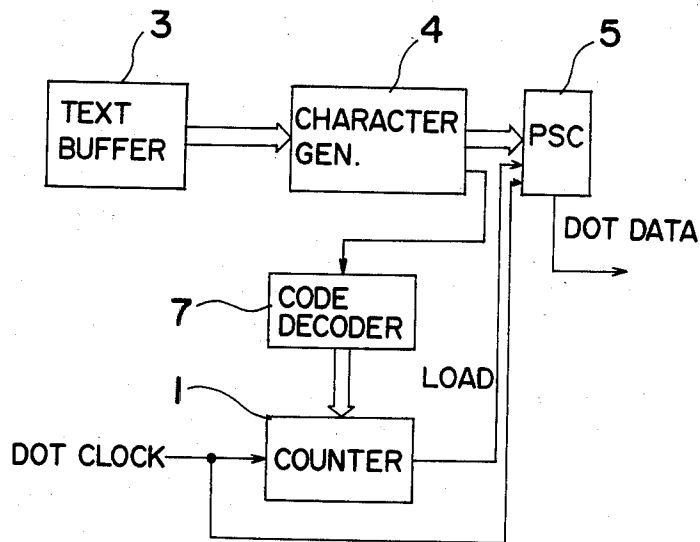 3
4
5
TEXT
BUFFER
CHARACTER
GEN.
PSC
DOT DATA
7
CODE
DECODER
LOAD
1
DOT CLOCK
COUNTER